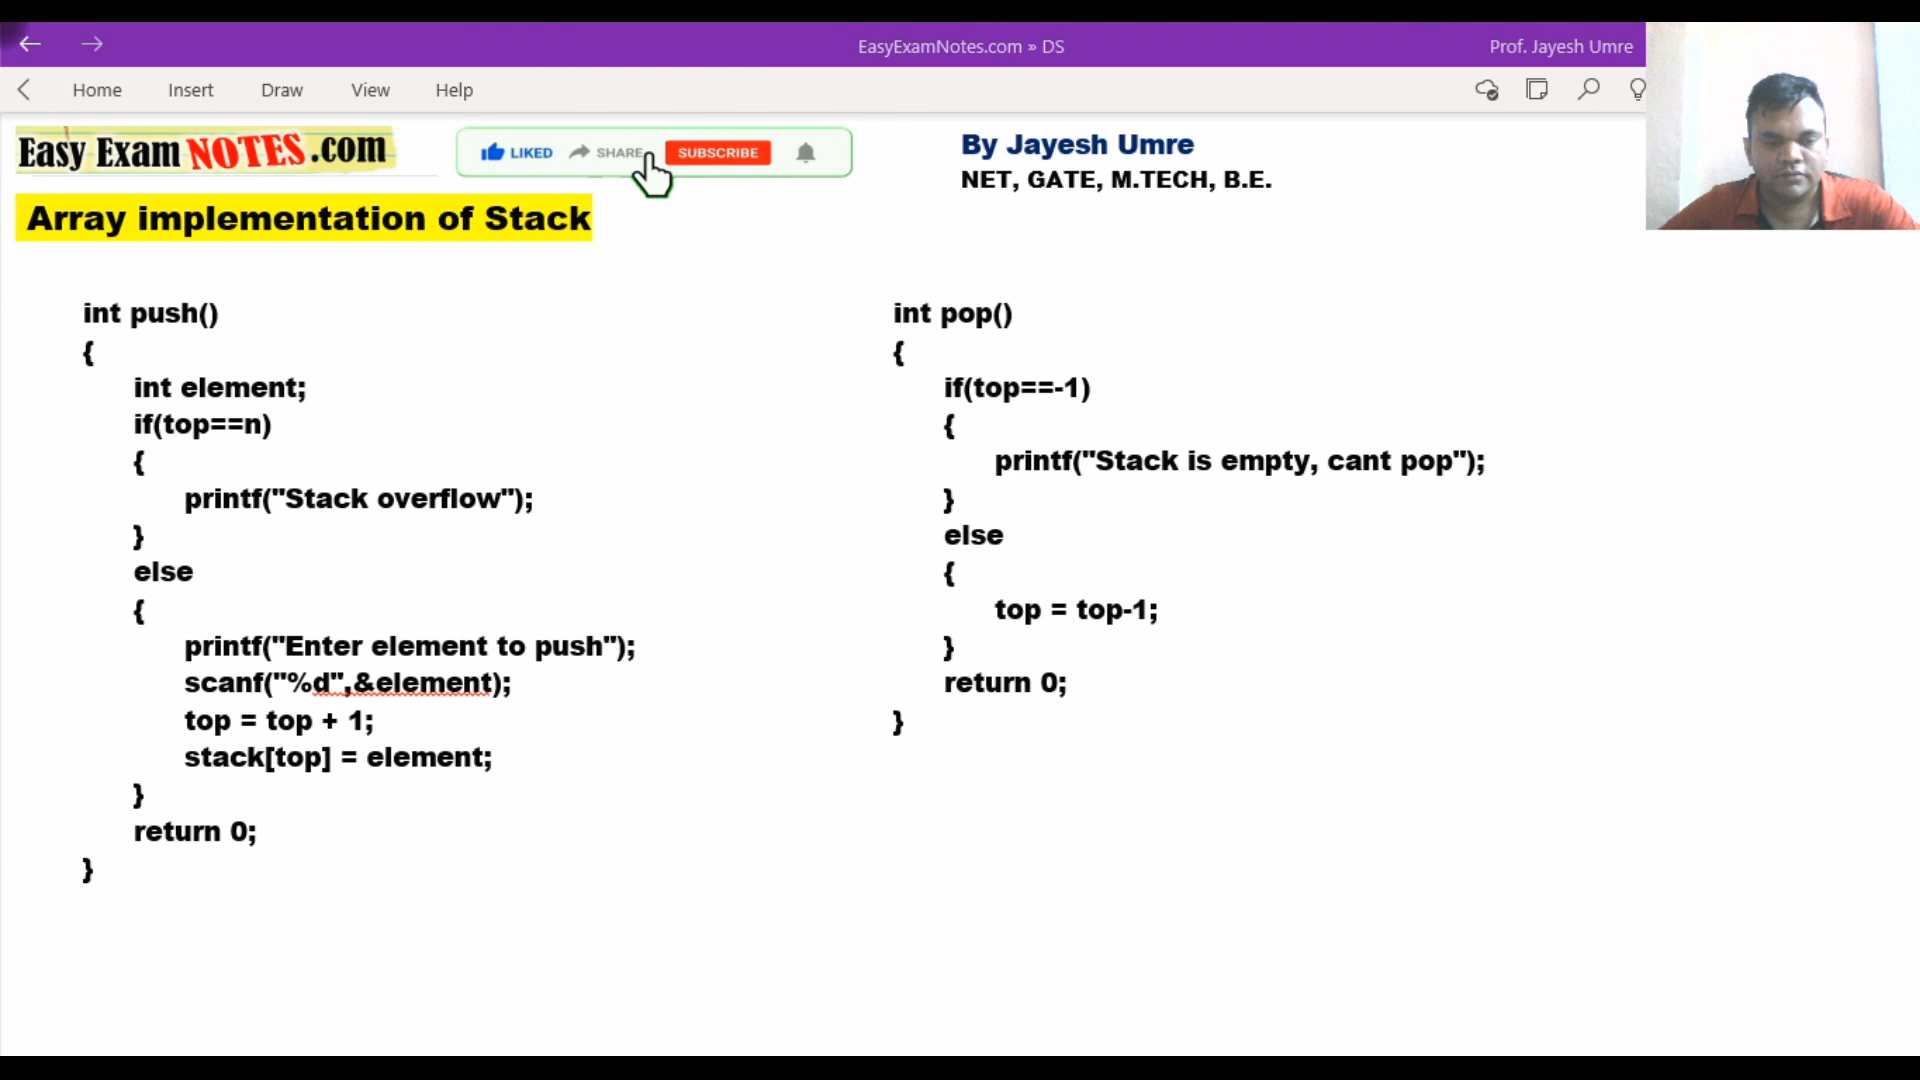 EasyExamNotes.com » DS
Prof. Jayesh Umre
Home Insert Draw View Help
Easy Exam NOTES.com
LIKED SHARE SUBSCRIBE
By Jayesh Umre
NET, GATE, M.TECH, B.E.
Array implementation of Stack
int push()
{
int element;
if(top==n)
{
printf("Stack overflow");
}
else
{
printf("Enter element to push");
scanf("%d",&element);
top = top + 1;
stack[top] = element;
}
return 0;
}
int pop()
{
if(top==-1)
{
printf("Stack is empty, cant pop");
}
else
{
top = top-1;
}
return 0;
}